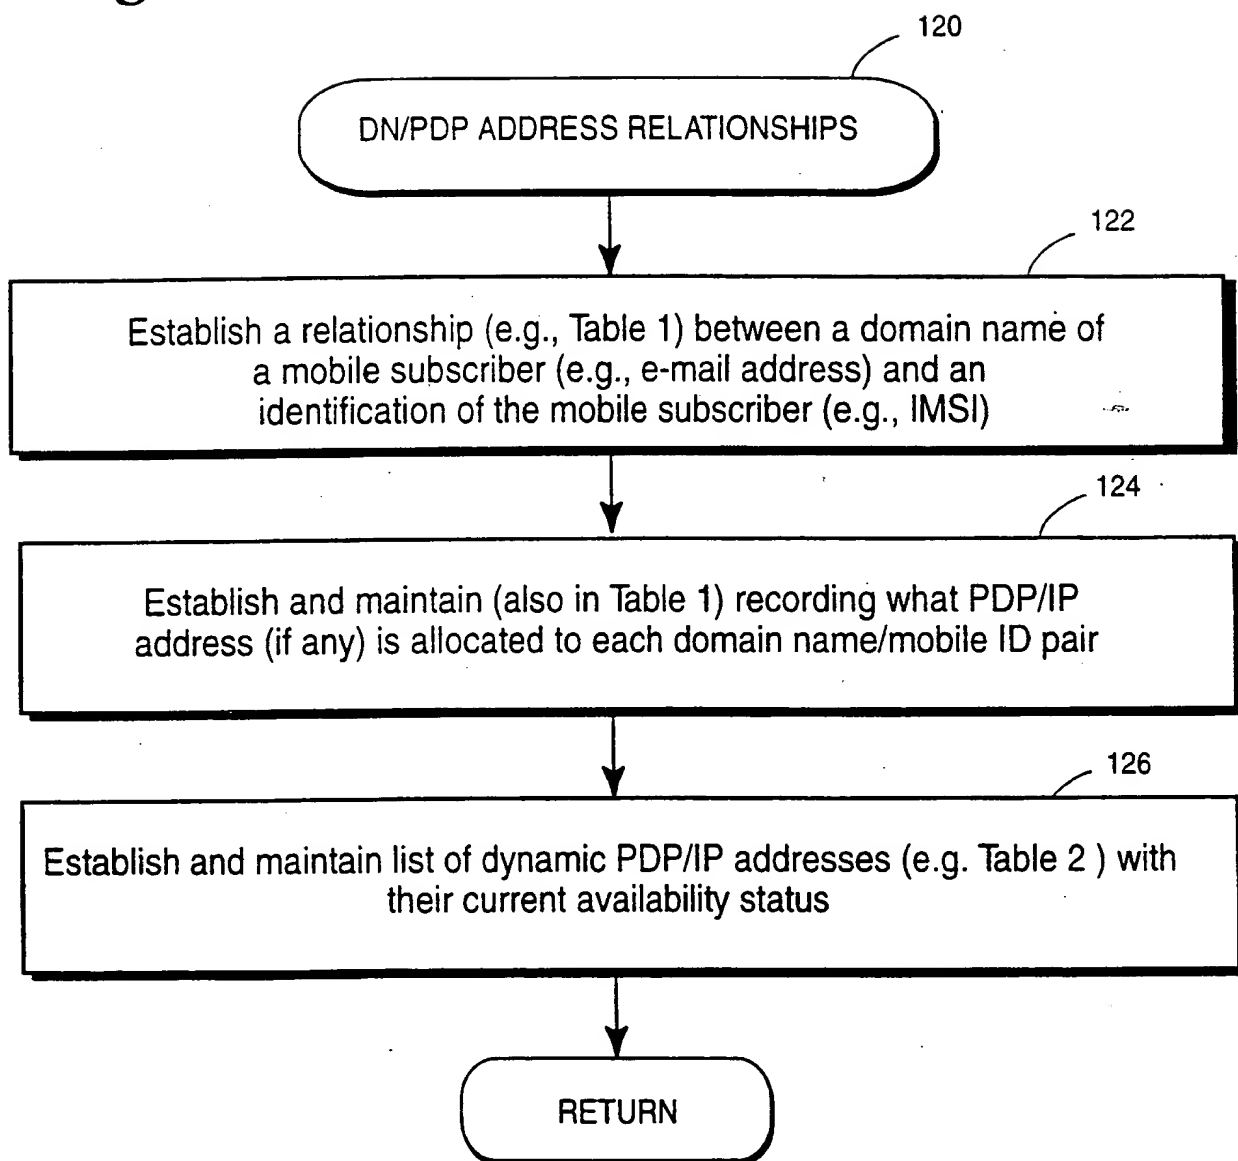 120
DN/PDP ADDRESS RELATIONSHIPS
122
Establish a relationship (e.g., Table 1) between a domain name of
a mobile subscriber (e.g., e-mail address) and an
identification of the mobile subscriber (e.g., IMSI)
124
Establish and maintain (also in Table 1) recording what PDP/IP
address (if any) is allocated to each domain name/mobile ID pair
126
Establish and maintain list of dynamic PDP/IP addresses (e.g. Table 2 ) with
their current availability status
RETURN